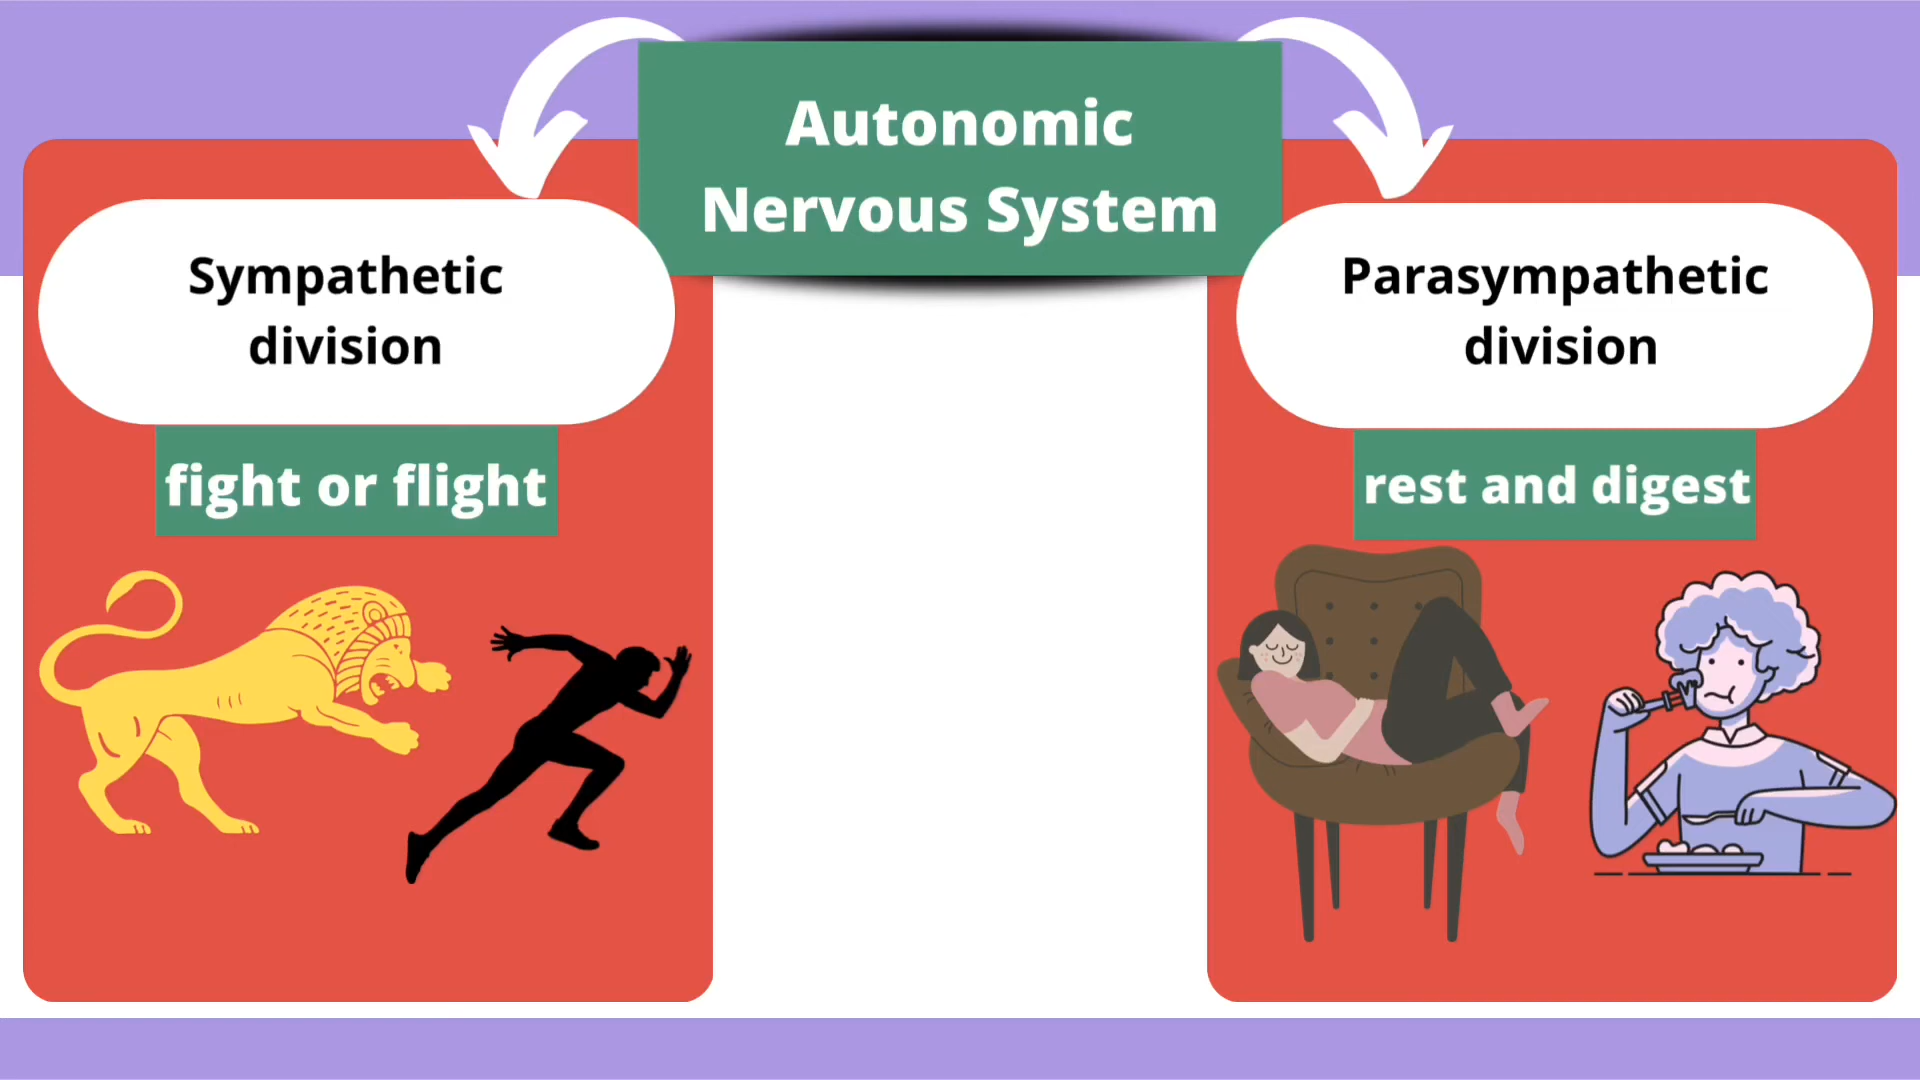 Autonomic
Nervous System
Sympathetic
division
fight or flight
Parasympathetic
division
rest and digest